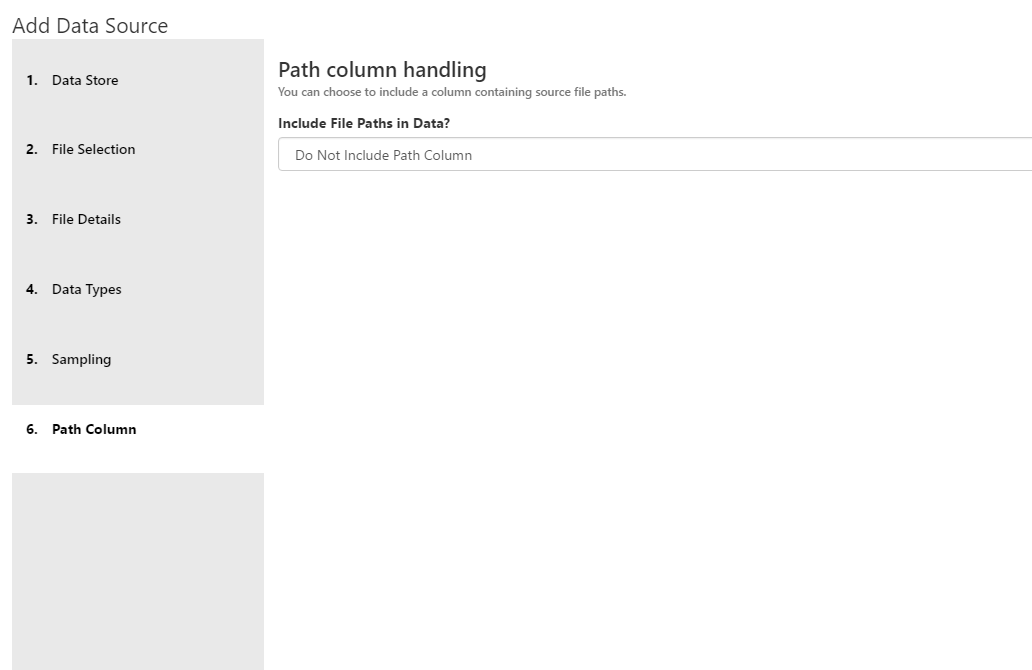 Add Data Source
1. Data Store
2. File Selection
3. File Details
4. Data Types
5. Sampling
6. Path Column
Path column handling
You can choose to include a column containing source file paths.
Include File Paths in Data?
Do Not Include Path Column